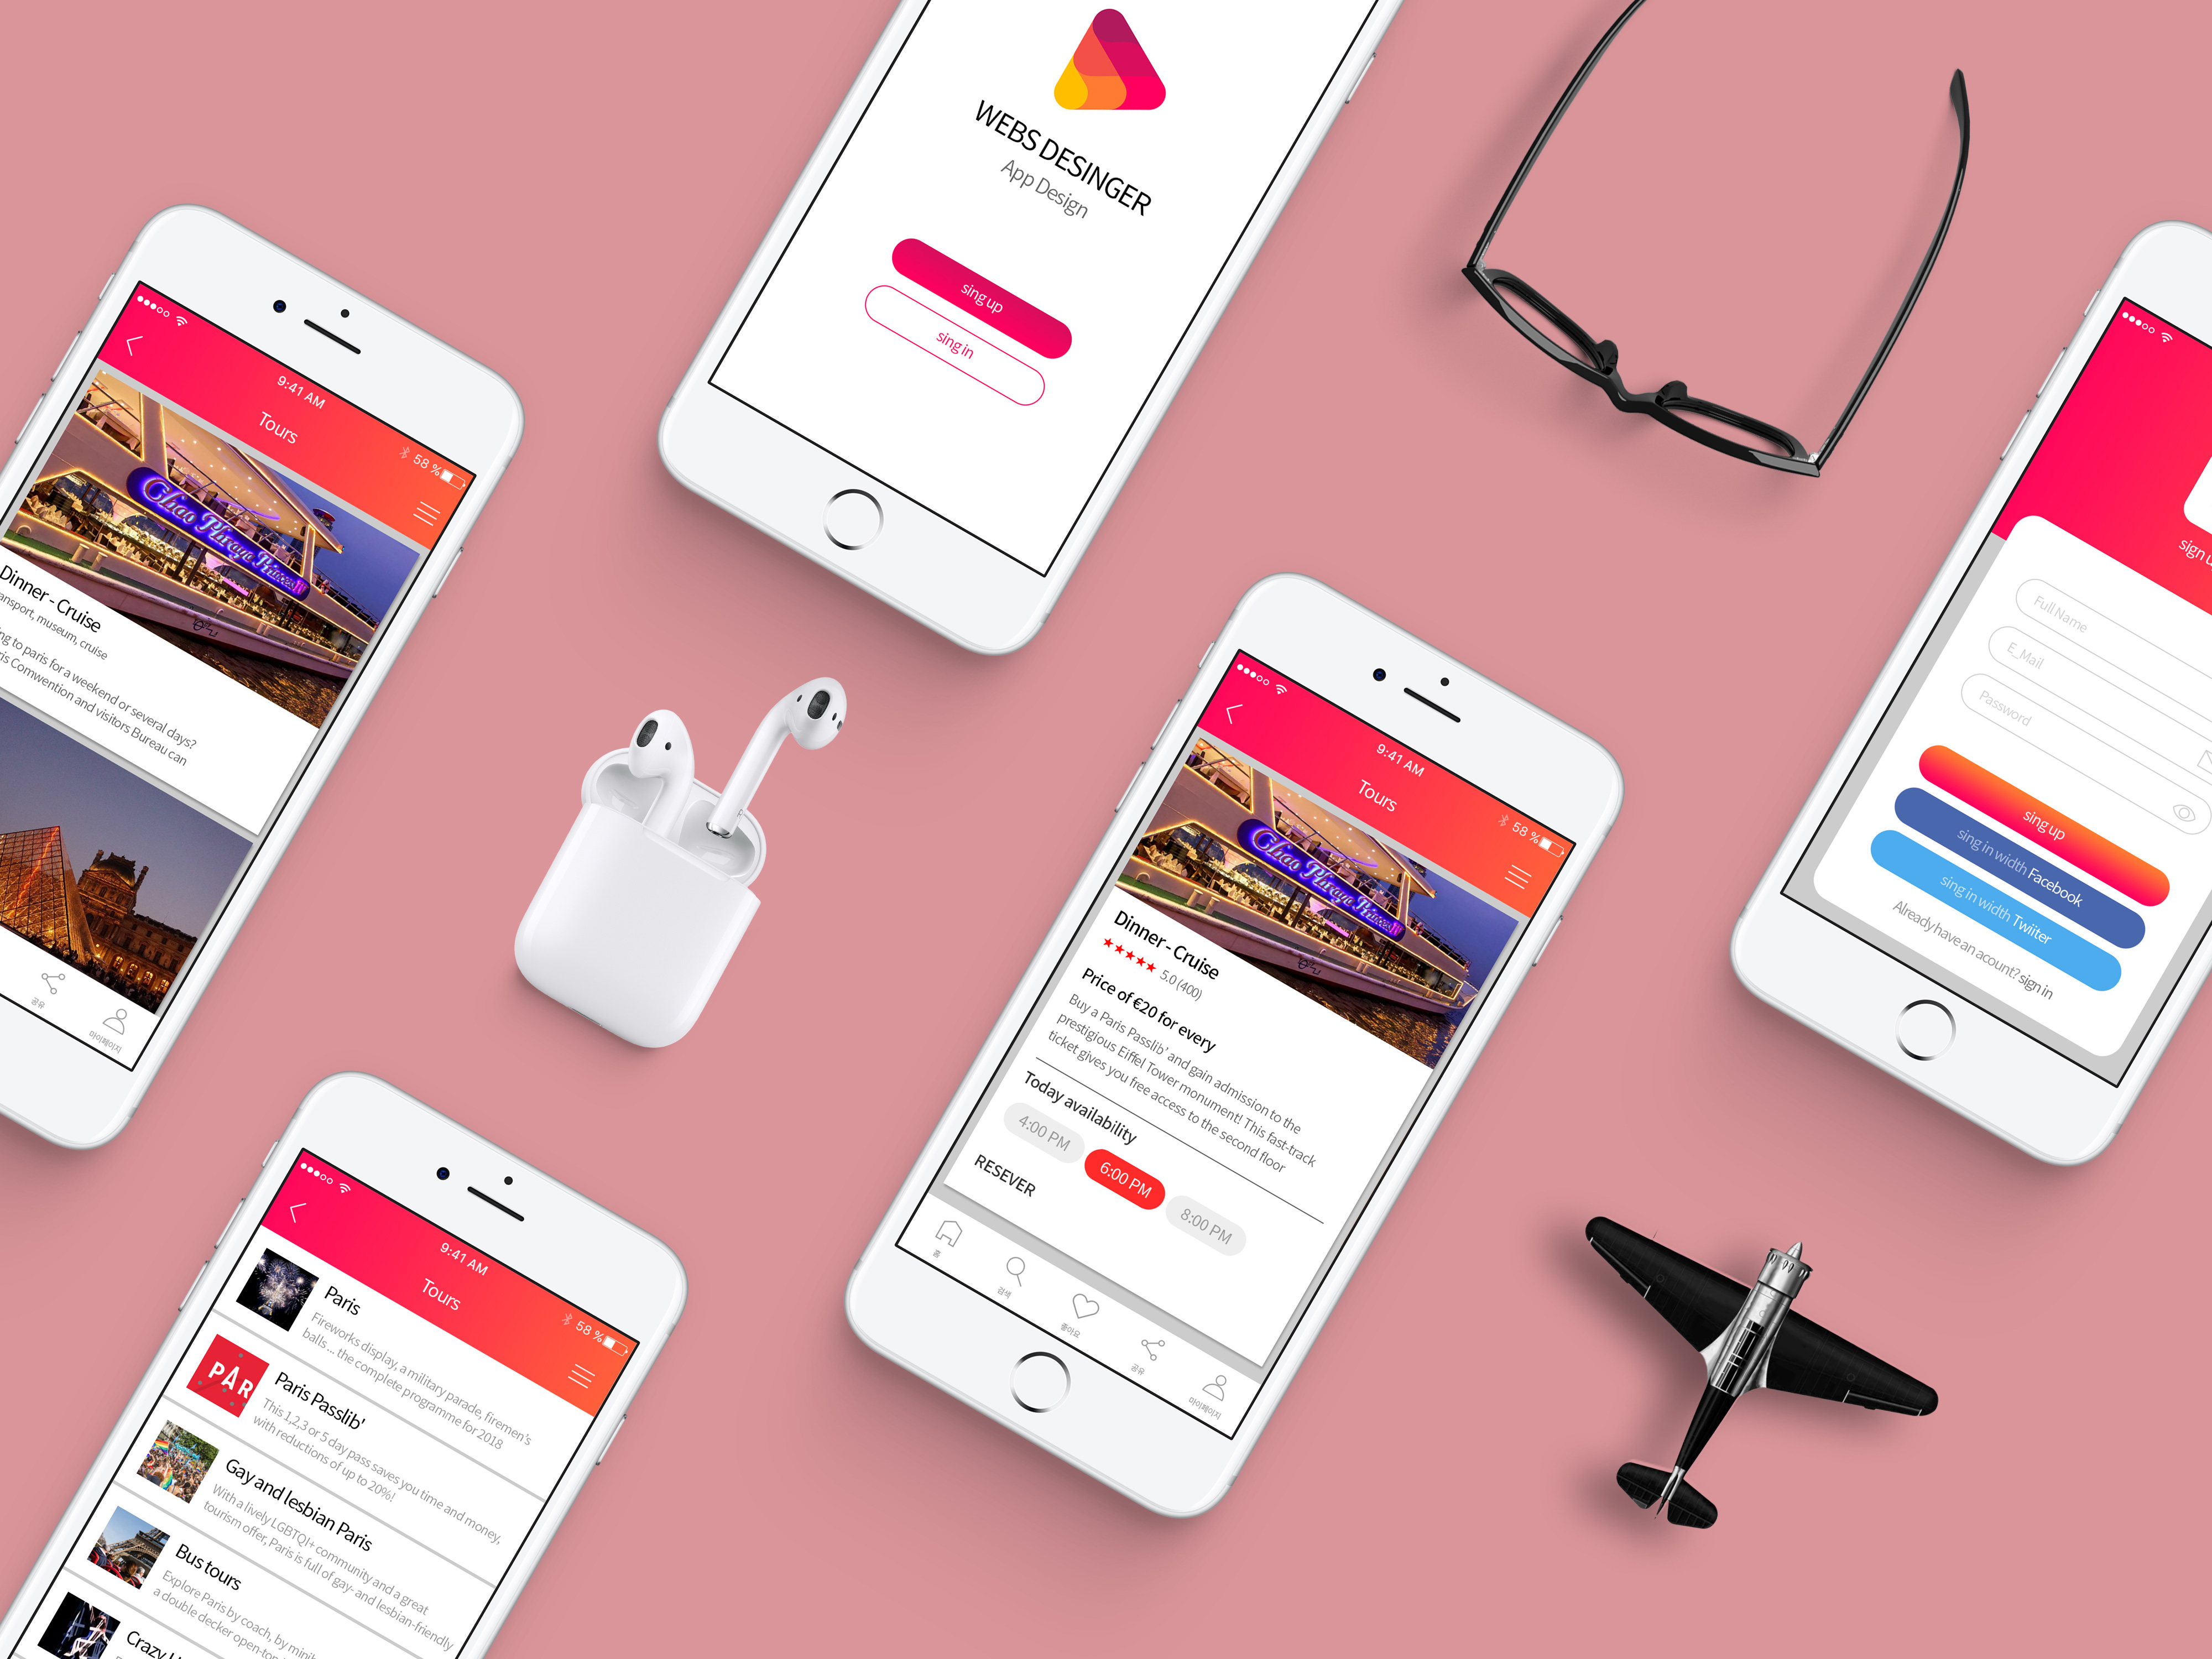 WEBS DESINGER
App Design
sing up
sing in
9:41 AM
58 %
Tours
Chao Phraya Princess
Dinner - Cruise
transport, museum, cruise
to paris for a weekend or several days?
Comwention and visitors Bureau can
공유
마이페이지
9:41 AM
58 %
Tours
Chao Phraya Princess
Dinner - Cruise
5.0 (400)
Price of €20 for every
Buy a Paris Passlib' and gain admission to the
prestigious Eiffel Tower monument! This fast-track
ticket gives you free access to the second floor
Today availability
4:00 PM
6:00 PM
8:00 PM
RESEVER
홈
검색
좋아요
공유
마이페이지
sign
Full Name
E_Mail
Password
sing up
sing in width Facebook
sing in width Twiiter
Already have an acount? sign in
9:41 AM
58 %
Tours
Paris
Fireworks display, a military parade, firemen's
balls ... the complete programme for 2018
PAR
Paris Passlib'
This 1,2,3 or 5 day pass saves you time and money,
with reductions of up to 20%!
Gay and lesbian Paris
With a lively LGBTQI+ community and a great
tourism offer, Paris is full of gay- and lesbian-friendly
Bus tours
Explore Paris by coach, by
a double decker
Crazy